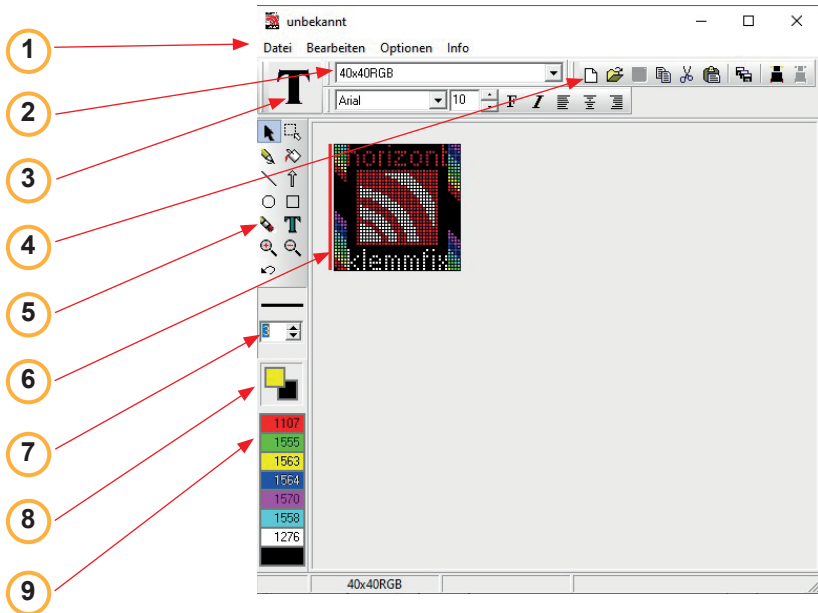 unbekannt
Datei Bearbeiten Optionen Info
40x40RGB
T
Arial 10 F I
T
3
horizont
klemmfix
1107
1555
1563
1564
1570
1558
1276
40x40RGB
1
2
3
4
5
6
7
8
9